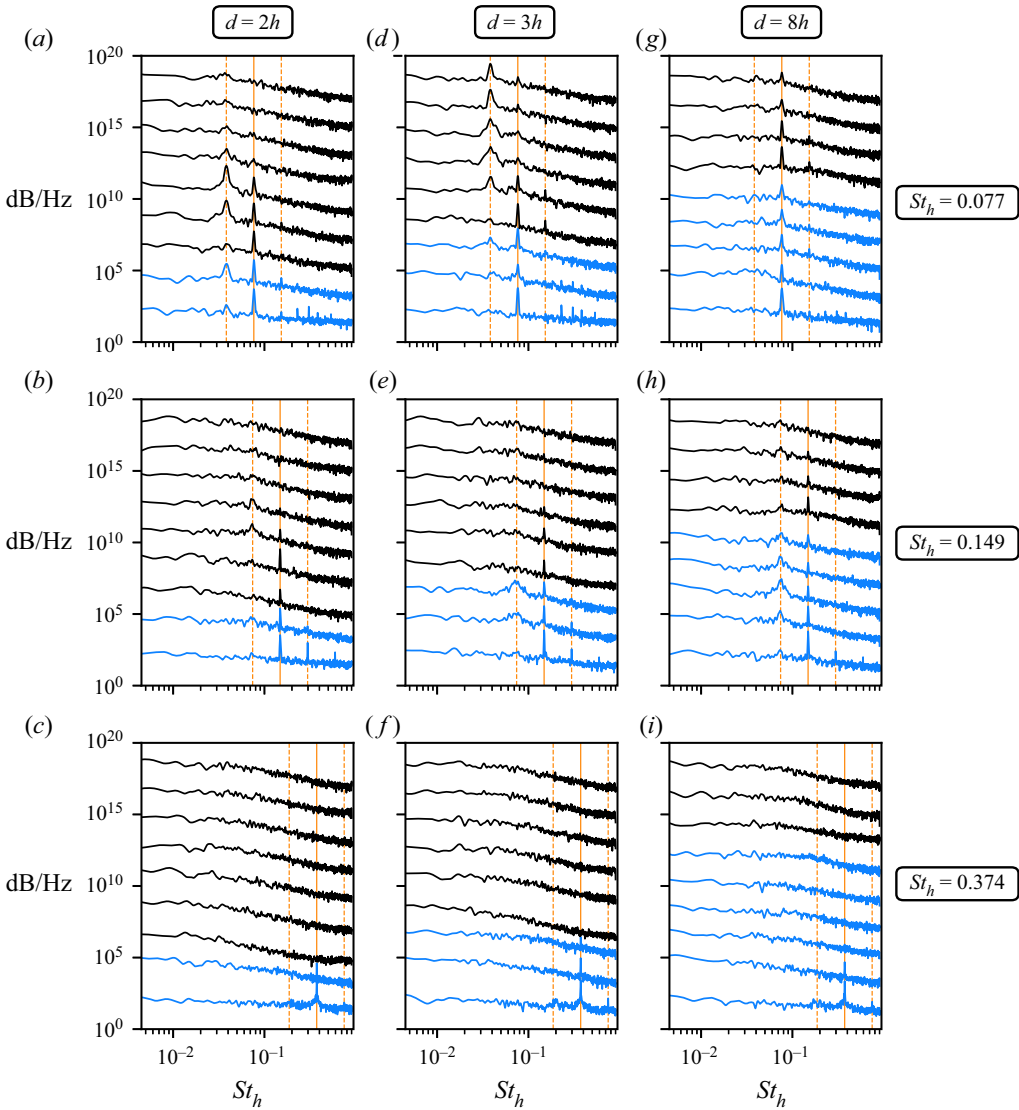 d = 2h
d = 3h
d = 8h
(a)
(d)
(g)
10^20
10^15
10^10
10^5
10^0
dB/Hz
St_h = 0.077
(b)
(e)
(h)
10^20
10^15
10^10
10^5
10^0
dB/Hz
St_h = 0.149
(c)
(f)
(i)
10^20
10^15
10^10
10^5
10^0
dB/Hz
St_h = 0.374
10^–2 10^–1 10^–2 10^–1 10^–2 10^–1
St_h St_h St_h